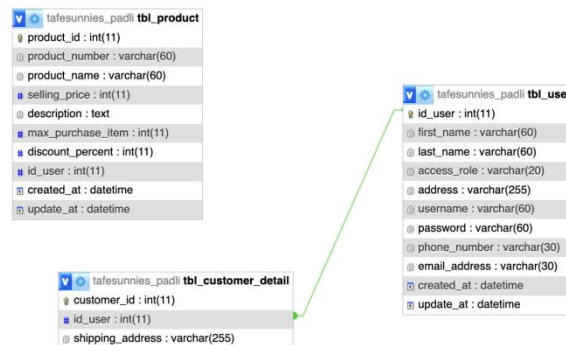 tafesunnies_padli tbl_product
product_id : int(11)
product_number : varchar(60)
product_name : varchar(60)
selling_price : int(11)
description : text
max_purchase_item : int(11)
discount_percent : int(11)
id_user : int(11)
created_at : datetime
update_at : datetime
tafesunnies_padli tbl_use
id_user : int(11)
first_name : varchar(60)
last_name : varchar(60)
access_role : varchar(20)
address : varchar(255)
username : varchar(60)
password : varchar(60)
phone_number : varchar(30)
email_address : varchar(30)
created_at : datetime
update_at : datetime
tafesunnies_padli tbl_customer_detail
customer_id : int(11)
id_user : int(11)
shipping_address : varchar(255)